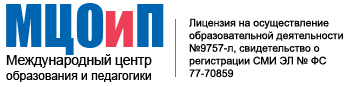 МЦОиП
Международный центр
образования и педагогики
Лицензия на осуществление
образовательной деятельности
№9757-л, свидетельство о
регистрации СМИ ЭЛ № ФС
77-70859